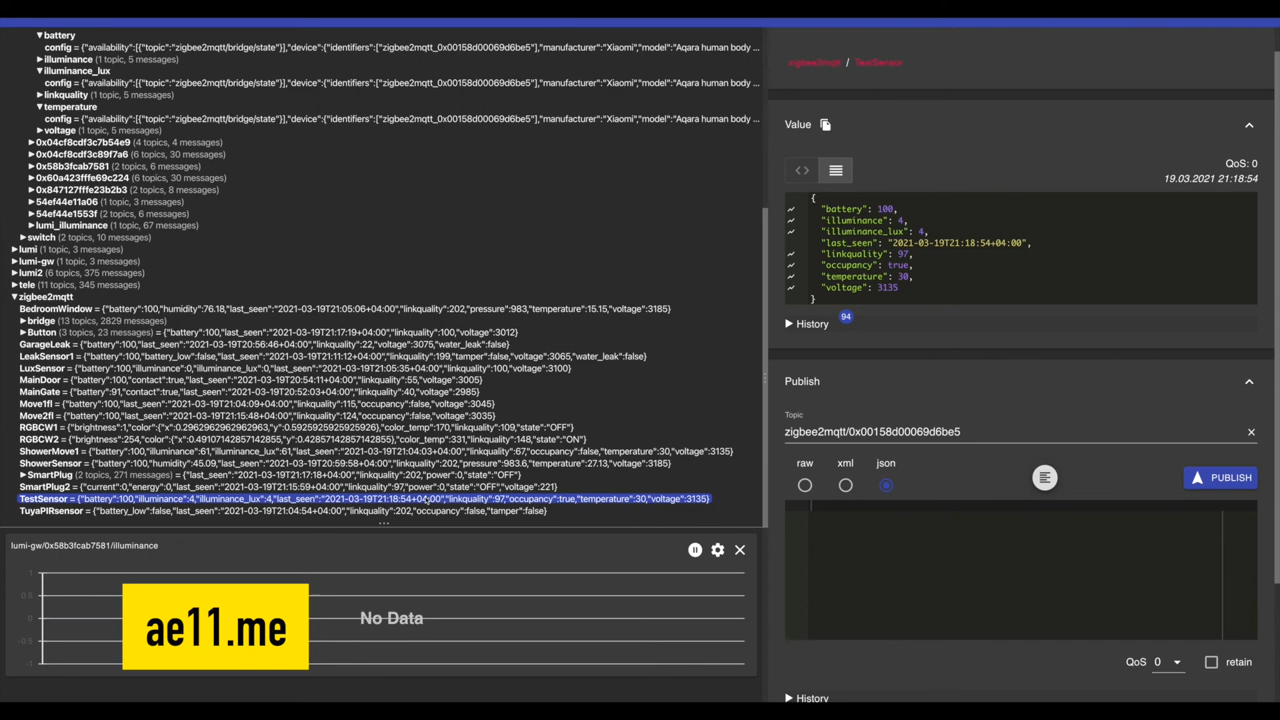 ▼battery
config = {"availability":[{"topic":"zigbee2mqtt/bridge/state"}],"device":{"identifiers":["zigbee2mqtt_0x00158d00069d6be5"],"manufacturer":"Xiaomi","model":"Aqara human body ...
▶illuminance (1 topic, 5 messages)
▼illuminance_lux
config = {"availability":[{"topic":"zigbee2mqtt/bridge/state"}],"device":{"identifiers":["zigbee2mqtt_0x00158d00069d6be5"],"manufacturer":"Xiaomi","model":"Aqara human body ...
▶linkquality (1 topic, 5 messages)
▼temperature
config = {"availability":[{"topic":"zigbee2mqtt/bridge/state"}],"device":{"identifiers":["zigbee2mqtt_0x00158d00069d6be5"],"manufacturer":"Xiaomi","model":"Aqara human body ...
▶voltage (1 topic, 5 messages)
▶0x04cf8cdf3c7b54e9 (4 topics, 4 messages)
▶0x04cf8cdf3c89f7a6 (6 topics, 30 messages)
▶0x58b3fcab7581 (2 topics, 6 messages)
▶0x60a423fffe69c224 (6 topics, 30 messages)
▶0x847127fffe23b2b3 (2 topics, 8 messages)
▶54ef44e11a06 (1 topic, 3 messages)
▶54ef44e1553f (2 topics, 6 messages)
▶lumi_illuminance (1 topic, 67 messages)
▶switch (2 topics, 10 messages)
▶lumi (1 topic, 3 messages)
▶lumi-gw (1 topic, 3 messages)
▶lumi2 (6 topics, 375 messages)
▶tele (11 topics, 345 messages)
▼zigbee2mqtt
BedroomWindow = {"battery":100,"humidity":76.18,"last_seen":"2021-03-19T21:05:06+04:00","linkquality":202,"pressure":983,"temperature":15.15,"voltage":3185}
▶bridge (13 topics, 2829 messages)
▶Button (3 topics, 23 messages) = {"battery":100,"last_seen":"2021-03-19T21:17:19+04:00","linkquality":100,"voltage":3012}
GarageLeak = {"battery":100,"last_seen":"2021-03-19T20:56:46+04:00","linkquality":22,"voltage":3075,"water_leak":false}
LeakSensor1 = {"battery":100,"battery_low":false,"last_seen":"2021-03-19T21:11:12+04:00","linkquality":199,"tamper":false,"voltage":3065,"water_leak":false}
LuxSensor = {"battery":100,"illuminance":0,"illuminance_lux":0,"last_seen":"2021-03-19T21:05:35+04:00","linkquality":129,"voltage":3100}
MainDoor = {"battery":100,"contact":true,"last_seen":"2021-03-19T20:54:11+04:00","linkquality":55,"voltage":3005}
MainGate = {"battery":91,"contact":true,"last_seen":"2021-03-19T20:52:03+04:00","linkquality":40,"voltage":2985}
Move1fl = {"battery":100,"last_seen":"2021-03-19T21:16:09+04:00","linkquality":115,"occupancy":false,"voltage":3045}
Move2fl = {"battery":100,"last_seen":"2021-03-19T21:15:48+04:00","linkquality":124,"occupancy":false,"voltage":3035}
RGBCW1 = {"brightness":1,"color":{"x":0.2962962962962963,"y":0.5925925925925926},"color_temp":170,"linkquality":109,"state":"OFF"}
RGBCW2 = {"brightness":254,"color":{"x":0.49107142857142855,"y":0.42857142857142855},"color_temp":331,"linkquality":148,"state":"ON"}
ShowerMove1 = {"battery":100,"illuminance":61,"illuminance_lux":61,"last_seen":"2021-03-19T21:04:03+04:00","linkquality":67,"occupancy":false,"temperature":30,"voltage":3135}
ShowerSensor = {"battery":100,"humidity":45.09,"last_seen":"2021-03-19T20:59:58+04:00","linkquality":202,"pressure":983.6,"temperature":27.13,"voltage":3185}
▶SmartPlug (2 topics, 271 messages) = {"linkquality":202,"power":0,"state":"OFF"}
SmartPlug2 = {"current":0,"energy":0,"last_seen":"2021-03-19T21:15:59+04:00","linkquality":97,"power":0,"state":"OFF","voltage":221}
TestSensor = {"battery":100,"illuminance":4,"illuminance_lux":4,"last_seen":"2021-03-19T21:18:54+04:00","linkquality":97,"occupancy":true,"temperature":30,"voltage":3135}
TuyaPIRsensor = {"battery_low":false,"last_seen":"2021-03-19T21:04:54+04:00","linkquality":202,"occupancy":false,"tamper":false}
lumi-gw/0x58b3fcab7581/illuminance
1
0.5
0
-0.5
-1
No Data
ae11.me
zigbee2mqtt / TestSensor
Value
QoS: 0
19.03.2021 21:18:54
{
"battery": 100,
"illuminance": 4,
"illuminance_lux": 4,
"last_seen": "2021-03-19T21:18:54+04:00",
"linkquality": 97,
"occupancy": true,
"temperature": 30,
"voltage": 3135
}
▶ History 94
Publish
Topic
zigbee2mqtt/0x00158d00069d6be5
raw xml json
PUBLISH
QoS 0 retain
▶ History